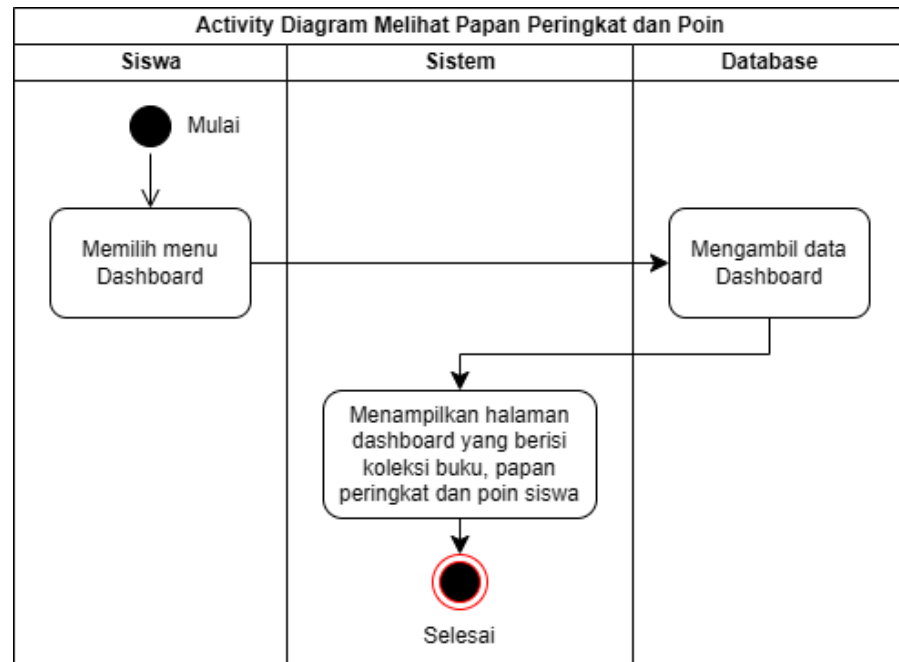 Activity Diagram Melihat Papan Peringkat dan Poin
Siswa
Sistem
Database
Mulai
Memilih menu
Dashboard
Mengambil data
Dashboard
Menampilkan halaman
dashboard yang berisi
koleksi buku, papan
peringkat dan poin siswa
Selesai